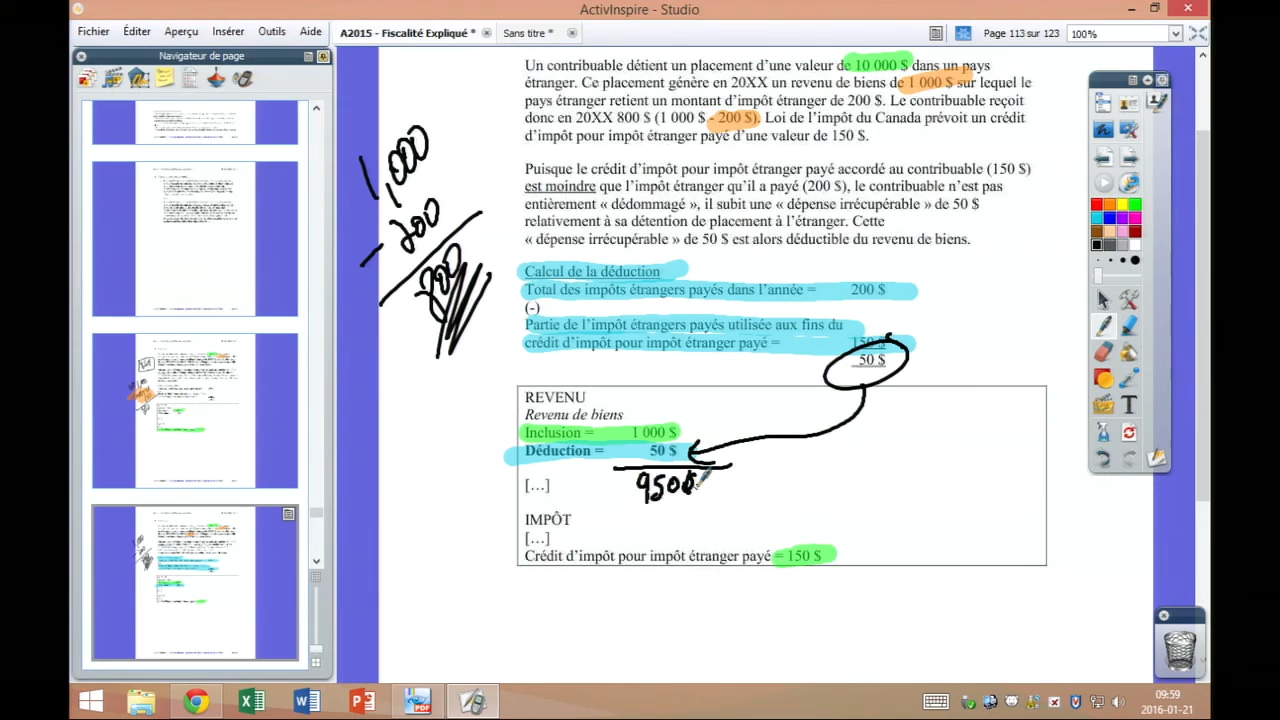 ActivInspire - Studio
Fichier Éditer Aperçu Insérer Outils Aide
A2015 - Fiscalité Expliqué * Sans titre *
Page 113 sur 123 100%
Navigateur de page
Un contribuable détient un placement d'une valeur de 10 000 $ dans un pays
étranger. Ce placement génère en 20XX un revenu de biens de 1 000 $ sur lequel le
pays étranger retient un montant d'impôt étranger de 200 $. Le contribuable reçoit
donc en 20XX 800 $ (1 000 $ - 200 $). Loi de l'impôt du Canada prévoit un crédit
d'impôt pour impôt étranger payé d'une valeur de 150 $.
Puisque le crédit d'impôt pour impôt étranger payé accordé au contribuable (150 $)
est moindre que l'impôt étranger qu'il a payé (200 $), le contribuable n'est pas
entièrement « dédommagé », il subit une « dépense irrécupérable » de 50 $
relativement à sa détention de placement à l'étranger. Cette
« dépense irrécupérable » de 50 $ est alors déductible du revenu de biens.
1,000
- 200
800
Calcul de la déduction
Total des impôts étrangers payés dans l'année = 200 $
(-)
Partie de l'impôt étrangers payés utilisée aux fins du
crédit d'impôt pour impôt étranger payé = 150 $
50 $
REVENU
Revenu de biens
Inclusion = 1 000 $
Déduction = 50 $
950$
[…]
IMPÔT
[…]
Crédit d'impôt pour impôt étranger payé = 150 $
09:59
2016-01-21